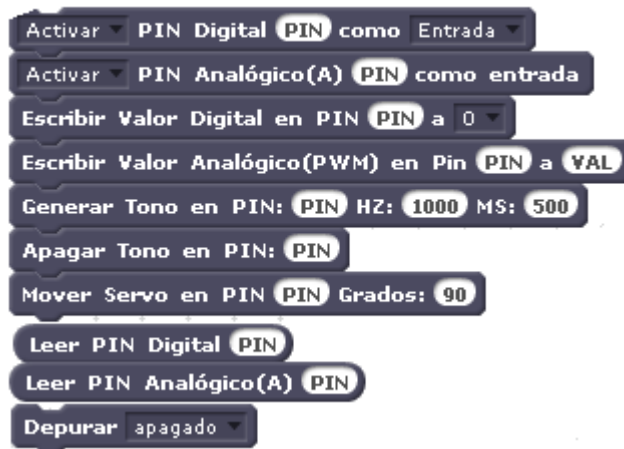 Activar PIN Digital PIN como Entrada
Activar PIN Analógico(A) PIN como entrada
Escribir Valor Digital en PIN PIN a 0
Escribir Valor Analógico(PWM) en Pin PIN a VAL
Generar Tono en PIN: PIN HZ: 1000 MS: 500
Apagar Tono en PIN: PIN
Mover Servo en PIN PIN Grados: 90
Leer PIN Digital PIN
Leer PIN Analógico(A) PIN
Depurar apagado